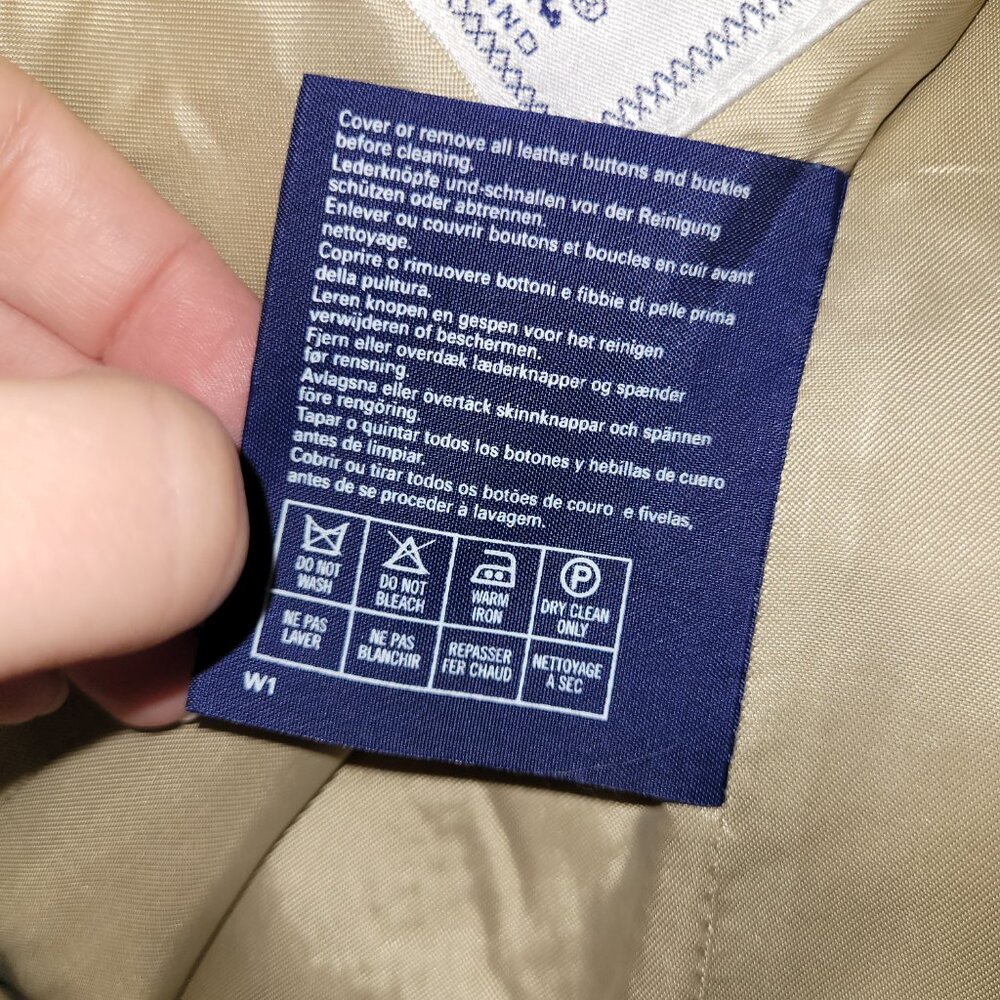 AND
®
Cover or remove all leather buttons and buckles
before cleaning.
Lederknöpfe und-schnallen vor der Reinigung
schützen oder abtrennen.
Enlever ou couvrir boutons et boucles en cuir avant
nettoyage.
Coprire o rimuovere bottoni e fibbie di pelle prima
della pulitura.
Leren knopen en gespen voor het reinigen
verwijderen of beschermen.
Fjern eller overdæk læderknapper og spænder
før rensning.
Avlagsna eller övertäck skinnknappar och spännen
före rengöring.
Tapar o quintar todos los botones y hebillas de cuero
antes de limpiar.
Cobrir ou tirar todos os botões de couro e fivelas,
antes de se proceder à lavagem.
P
DO NOT WASH
DO NOT BLEACH
WARM IRON
DRY CLEAN ONLY
NE PAS LAVER
NE PAS BLANCHIR
REPASSER FER CHAUD
NETTOYAGE A SEC
W1